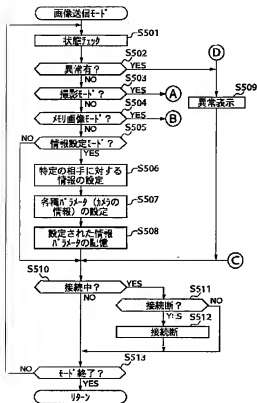 画像送信モード
S501
状態チェック
S502
D
異常有?
YES
S509
NO
S503
撮影モード?
YES
A
異常表示
NO
S504
メモリ画像モード?
YES
B
NO
S505
NO
情報設定モード?
YES
特定の相手に対する
情報の設定
S506
各種パラメータ(カメラの
情報)の設定
S507
設定された情報
パラメータの記憶
S508
C
S510
接続中?
YES
S511
NO
接続断?
NO
YES
S512
接続断
S513
NO
モード終了?
YES
リターン